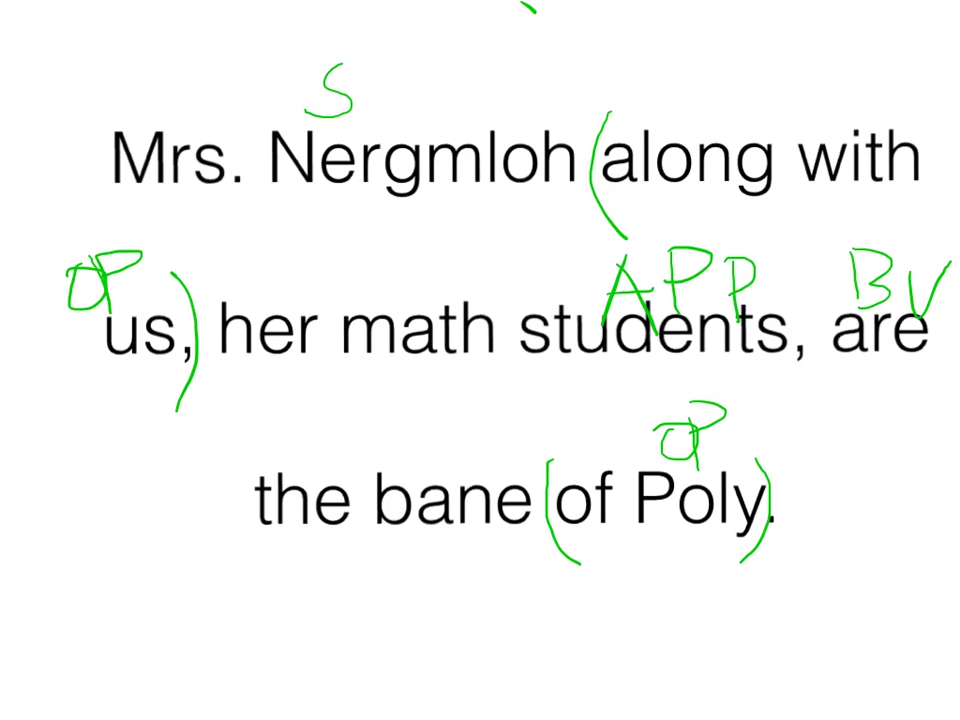 S
Mrs. Nergmloh (along with
OP APP BV
us,) her math students, are
OP
the bane (of Poly).